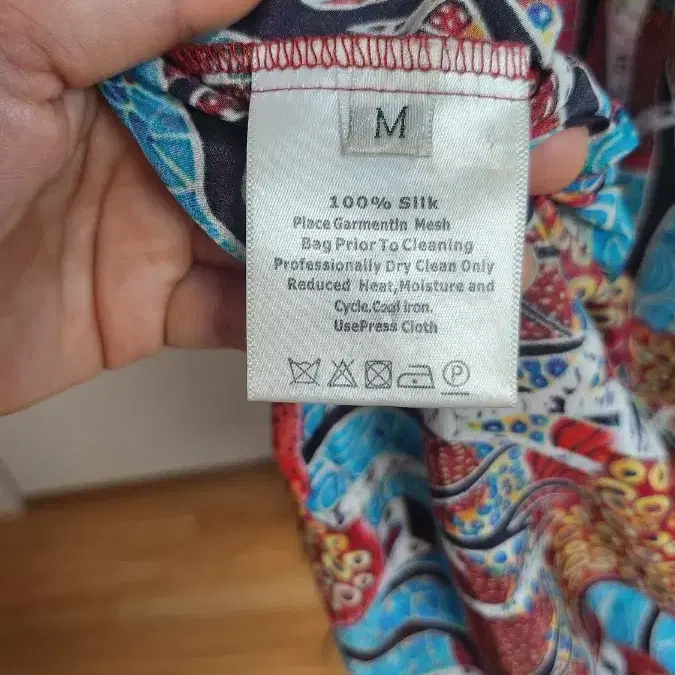 M
100% Silk
Place GarmentIn Mesh
Bag Prior To Cleaning
Professionally Dry Clean Only
Reduced Heat,Moisture and
Cycle.Cool iron.
UsePress Cloth
P